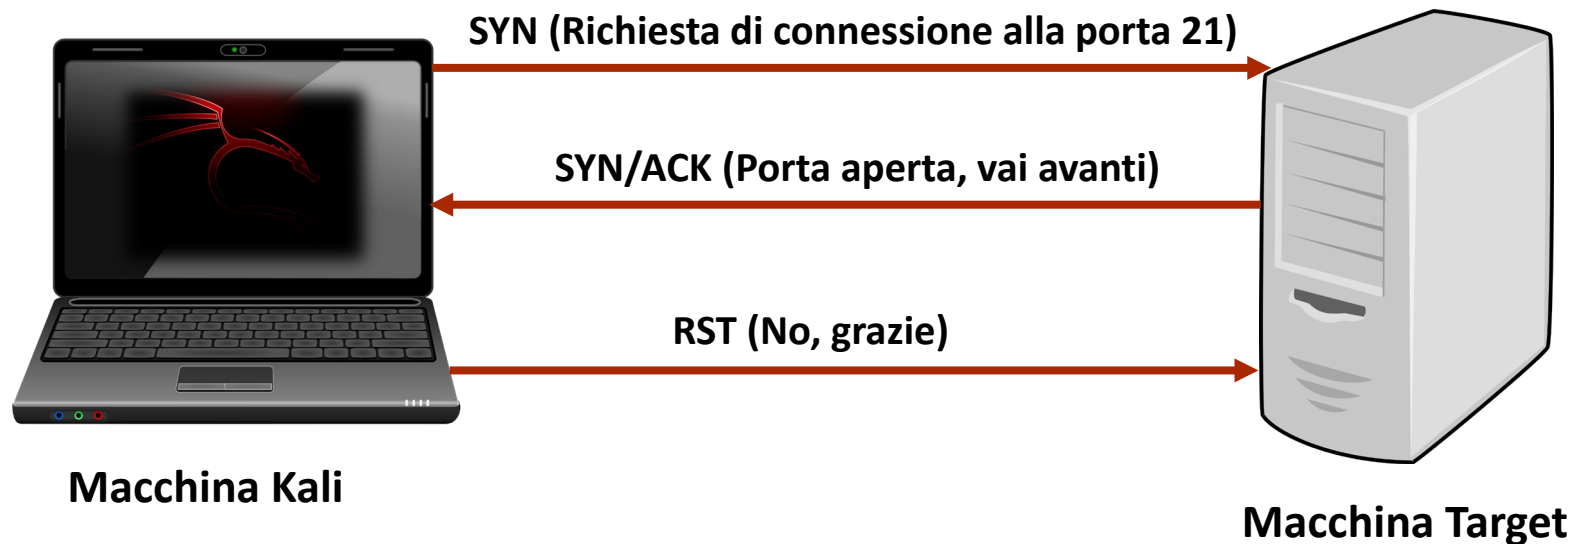 SYN (Richiesta di connessione alla porta 21)
SYN/ACK (Porta aperta, vai avanti)
RST (No, grazie)
Macchina Kali
Macchina Target